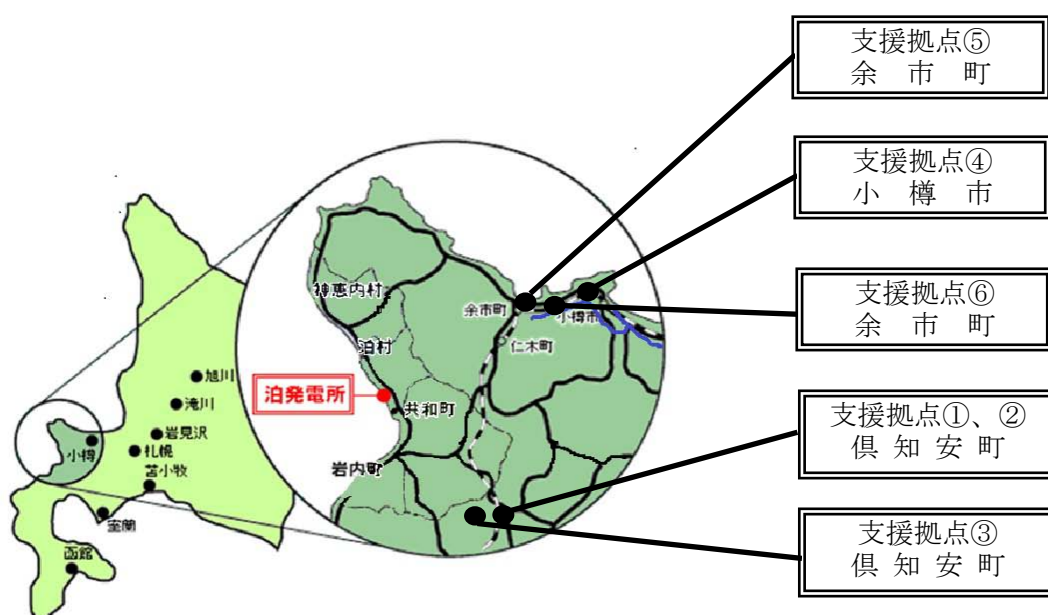 支援拠点⑤
余市町
支援拠点④
小樽市
支援拠点⑥
余市町
支援拠点①、②
倶知安町
支援拠点③
倶知安町
神恵内村
泊村
泊発電所
共和町
岩内町
余市町
小樽市
仁木町
旭川
滝川
岩見沢
札幌
小樽
苫小牧
室蘭
函館